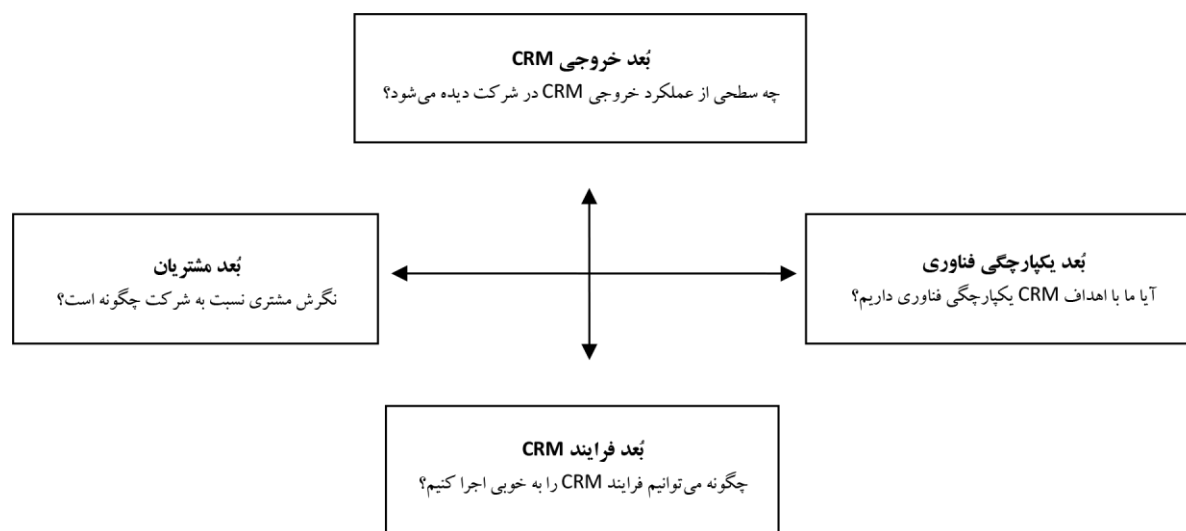 بُعد خروجی CRM
چه سطحی از عملکرد خروجی CRM در شرکت دیده می‌شود؟
بُعد یکپارچگی فناوری
آیا ما با اهداف CRM یکپارچگی فناوری داریم؟
بُعد مشتریان
نگرش مشتری نسبت به شرکت چگونه است؟
بُعد فرایند CRM
چگونه می‌توانیم فرایند CRM را به خوبی اجرا کنیم؟